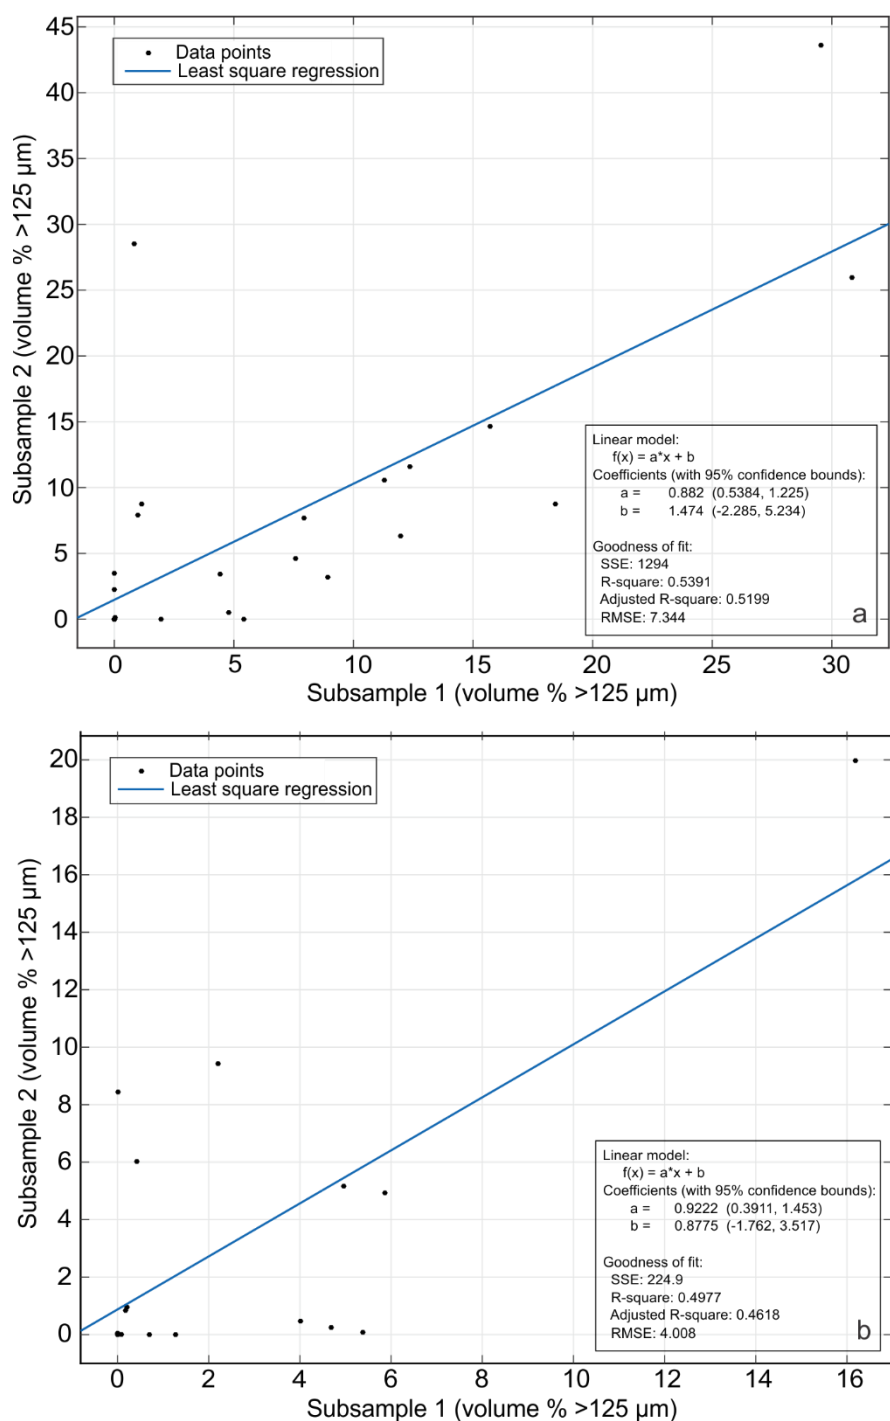 45
40
35
30
25
20
15
10
5
0
Subsample 2 (volume % >125 µm)
Data points
Least square regression
Linear model:
f(x) = a*x + b
Coefficients (with 95% confidence bounds):
a = 0.882 (0.5384, 1.225)
b = 1.474 (-2.285, 5.234)
Goodness of fit:
SSE: 1294
R-square: 0.5391
Adjusted R-square: 0.5199
RMSE: 7.344
a
0 5 10 15 20 25 30
Subsample 1 (volume % >125 µm)
20
18
16
14
12
10
8
6
4
2
0
Subsample 2 (volume % >125 µm)
Data points
Least square regression
Linear model:
f(x) = a*x + b
Coefficients (with 95% confidence bounds):
a = 0.9222 (0.3911, 1.453)
b = 0.8775 (-1.762, 3.517)
Goodness of fit:
SSE: 224.9
R-square: 0.4977
Adjusted R-square: 0.4618
RMSE: 4.008
b
0 2 4 6 8 10 12 14 16
Subsample 1 (volume % >125 µm)